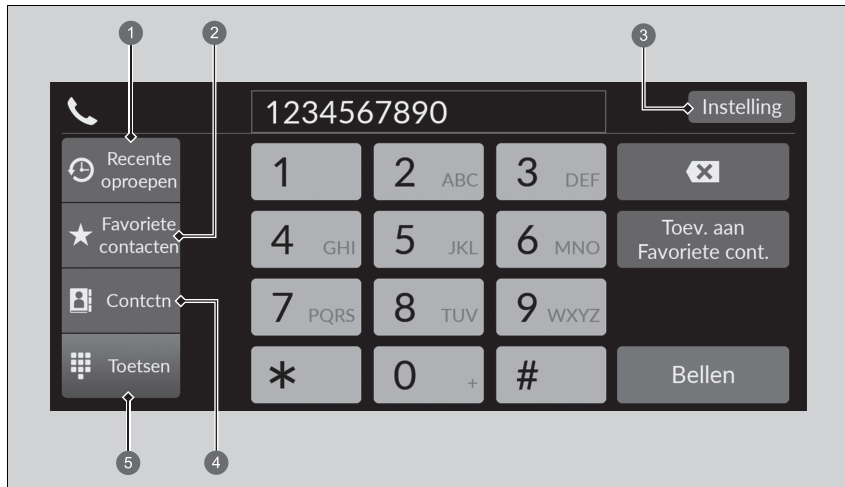 1
2
3
1234567890
Instelling
Recente
oproepen
Favoriete
contacten
Contctn
Toetsen
1
2 ABC
3 DEF
4 GHI
5 JKL
6 MNO
Toev. aan
Favoriete cont.
7 PQRS
8 TUV
9 WXYZ
*
0 +
#
Bellen
5
4